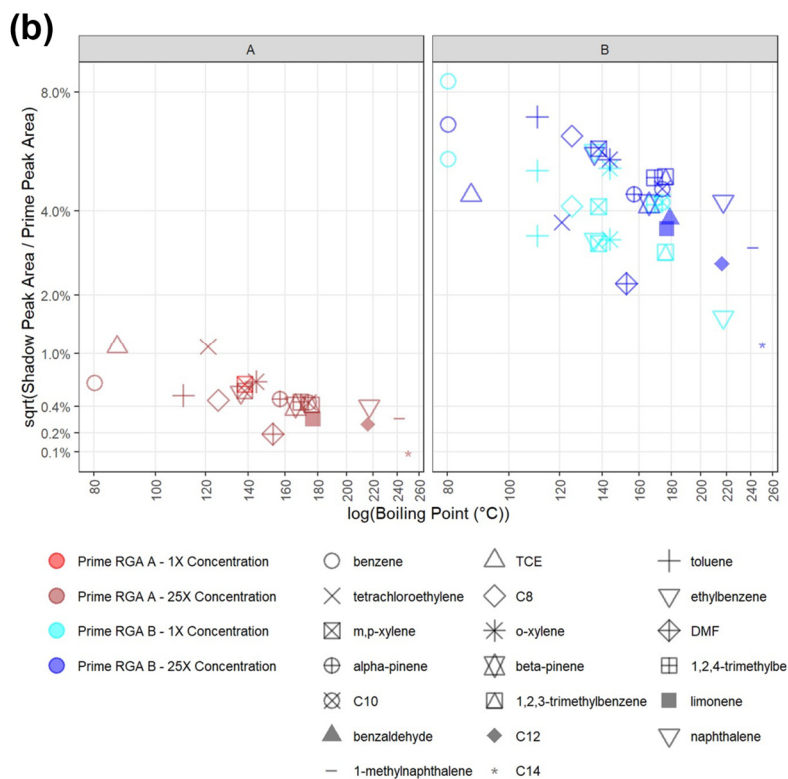 (b)
A B
sqrt(Shadow Peak Area / Prime Peak Area)
8.0%
4.0%
2.0%
1.0%
0.4%
0.2%
0.1%
80 100 120 140 160 180 200 220 240 260 80 100 120 140 160 180 200 220 240 260
log(Boiling Point (°C))
Prime RGA A - 1X Concentration benzene TCE toluene
Prime RGA A - 25X Concentration tetrachloroethylene C8 ethylbenzene
Prime RGA B - 1X Concentration m,p-xylene o-xylene DMF
Prime RGA B - 25X Concentration alpha-pinene beta-pinene 1,2,4-trimethylbe
C10 1,2,3-trimethylbenzene limonene
benzaldehyde C12 naphthalene
1-methylnaphthalene C14